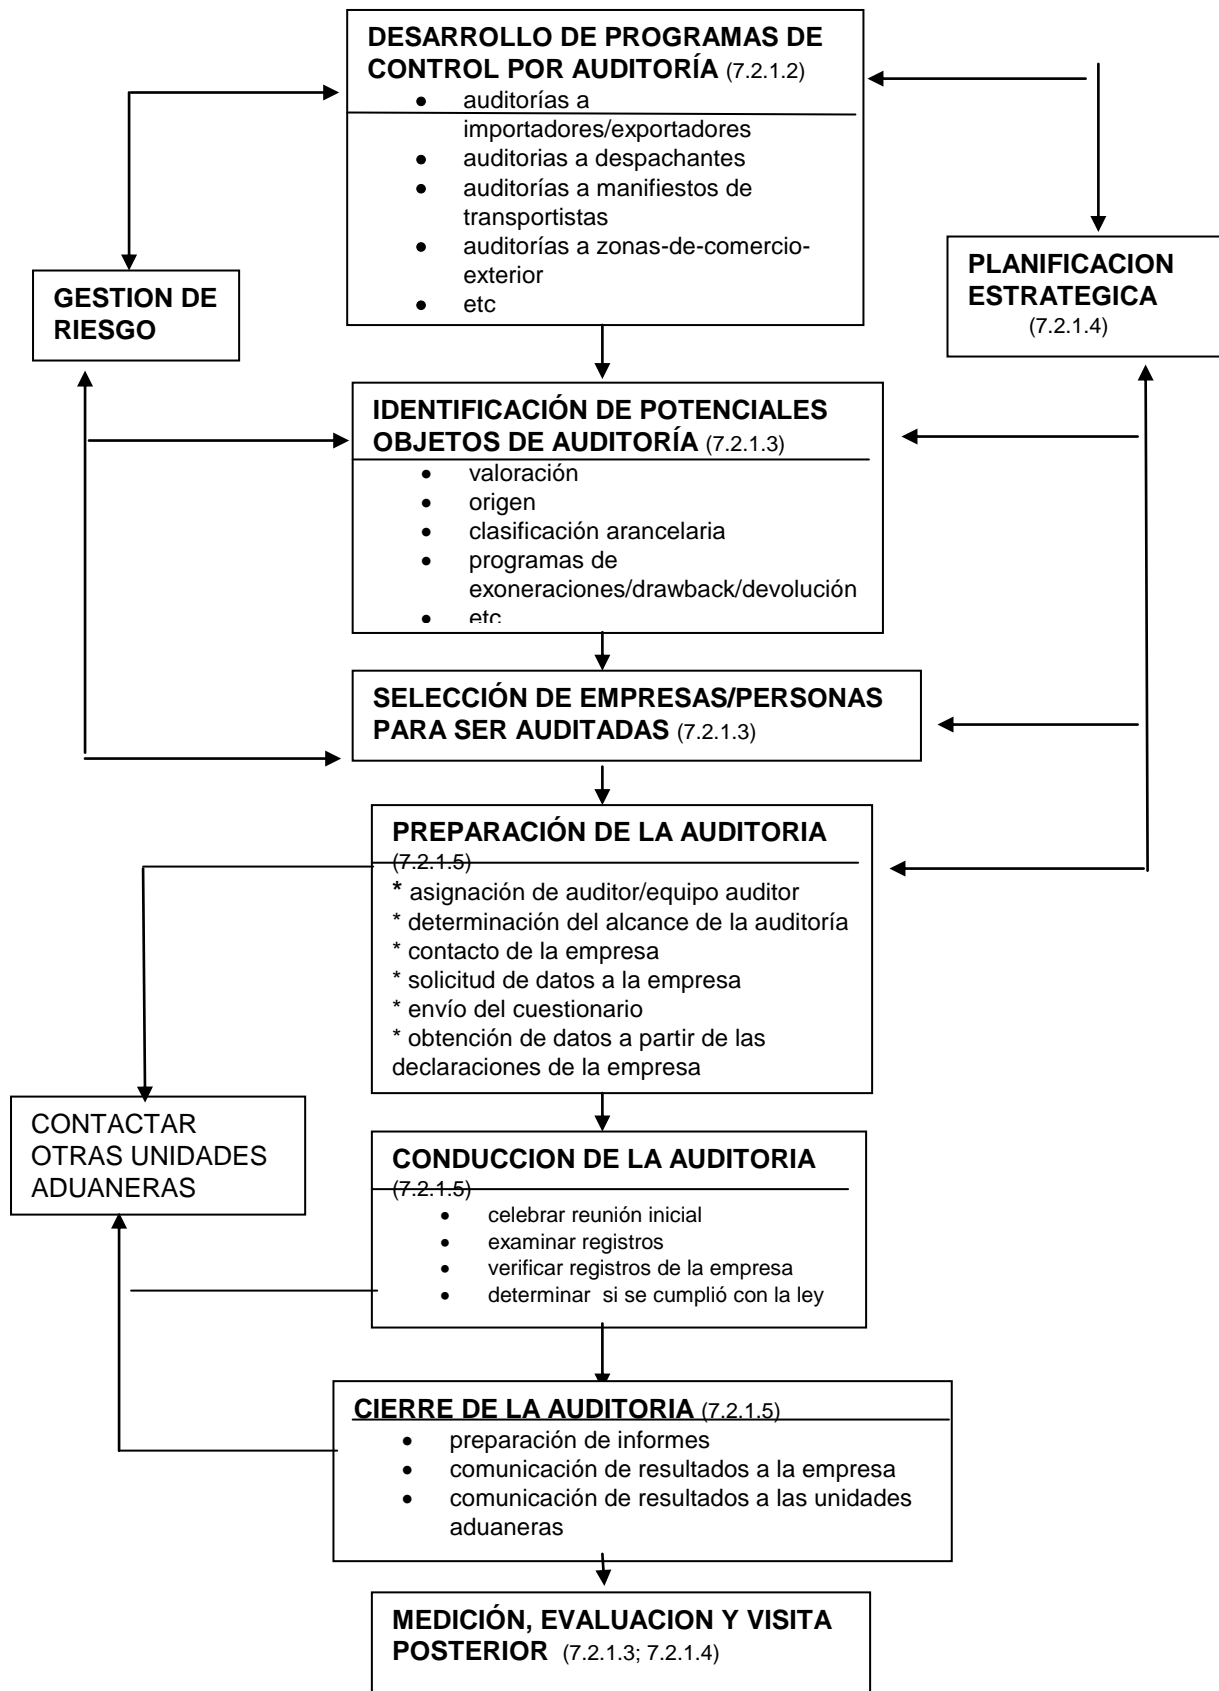 DESARROLLO DE PROGRAMAS DE
CONTROL POR AUDITORÍA (7.2.1.2)
• auditorías a
importadores/exportadores
• auditorias a despachantes
• auditorías a manifiestos de
transportistas
• auditorías a zonas-de-comercio-
exterior
• etc
GESTION DE
RIESGO
PLANIFICACION
ESTRATEGICA
(7.2.1.4)
IDENTIFICACIÓN DE POTENCIALES
OBJETOS DE AUDITORÍA (7.2.1.3)
• valoración
• origen
• clasificación arancelaria
• programas de
exoneraciones/drawback/devolución
• etc
SELECCIÓN DE EMPRESAS/PERSONAS
PARA SER AUDITADAS (7.2.1.3)
PREPARACIÓN DE LA AUDITORIA
(7.2.1.5)
* asignación de auditor/equipo auditor
* determinación del alcance de la auditoría
* contacto de la empresa
* solicitud de datos a la empresa
* envío del cuestionario
* obtención de datos a partir de las
declaraciones de la empresa
CONTACTAR
OTRAS UNIDADES
ADUANERAS
CONDUCCION DE LA AUDITORIA
(7.2.1.5)
• celebrar reunión inicial
• examinar registros
• verificar registros de la empresa
• determinar si se cumplió con la ley
CIERRE DE LA AUDITORIA (7.2.1.5)
• preparación de informes
• comunicación de resultados a la empresa
• comunicación de resultados a las unidades
aduaneras
MEDICIÓN, EVALUACION Y VISITA
POSTERIOR (7.2.1.3; 7.2.1.4)